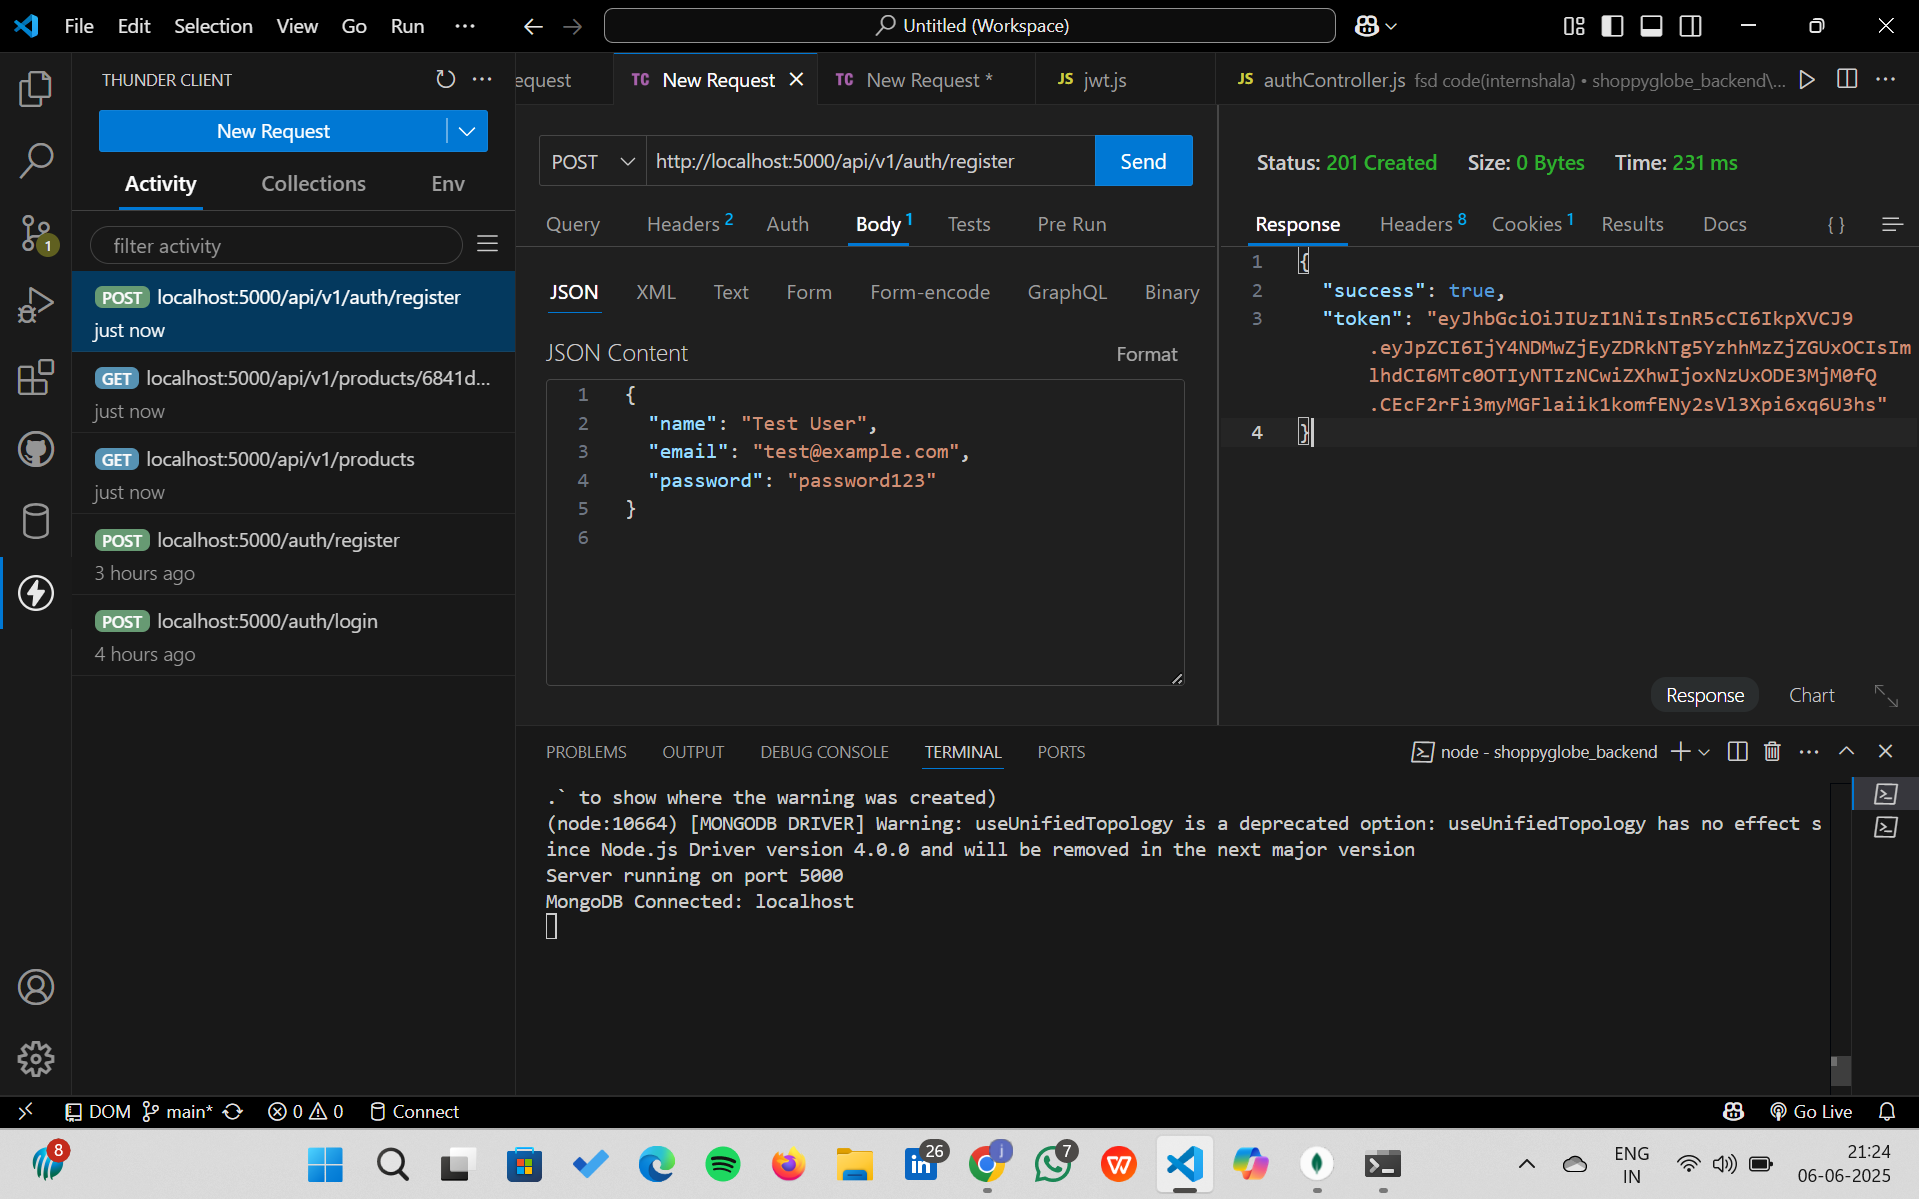 File Edit Selection View Go Run ··· Untitled (Workspace)
THUNDER CLIENT
New Request
Activity Collections Env
filter activity
POST localhost:5000/api/v1/auth/register
just now
GET localhost:5000/api/v1/products/6841d...
just now
GET localhost:5000/api/v1/products
just now
POST localhost:5000/auth/register
3 hours ago
POST localhost:5000/auth/login
4 hours ago
1
equest TC New Request TC New Request * JS jwt.js JS authController.js fsd code(internshala) • shoppyglobe_backend\...
POST http://localhost:5000/api/v1/auth/register Send
Query Headers 2 Auth Body 1 Tests Pre Run
JSON XML Text Form Form-encode GraphQL Binary
JSON Content Format
1 {
2 "name": "Test User",
3 "email": "test@example.com",
4 "password": "password123"
5 }
6
Status: 201 Created Size: 0 Bytes Time: 231 ms
Response Headers 8 Cookies 1 Results Docs { }
1 {
2 "success": true,
3 "token": "eyJhbGciOiJIUzI1NiIsInR5cCI6IkpXVCJ9
.eyJpZCI6IjY4NDMwZjEyZDRkNTg5YzhhMzZjZGUxOCIsIm
lhdCI6MTc0OTIyNTIzNCwiZXhwIjoxNzUxODE3MjM0fQ
.CEcF2rFi3myMGFlaiik1komfENy2sVl3Xpi6xq6U3hs"
4 }
Response Chart
PROBLEMS OUTPUT DEBUG CONSOLE TERMINAL PORTS node - shoppyglobe_backend
.` to show where the warning was created)
(node:10664) [MONGODB DRIVER] Warning: useUnifiedTopology is a deprecated option: useUnifiedTopology has no effect s
ince Node.js Driver version 4.0.0 and will be removed in the next major version
Server running on port 5000
MongoDB Connected: localhost
DOM main* 0 0 Connect Go Live
8 26 j 7 ENG 21:24
IN 06-06-2025